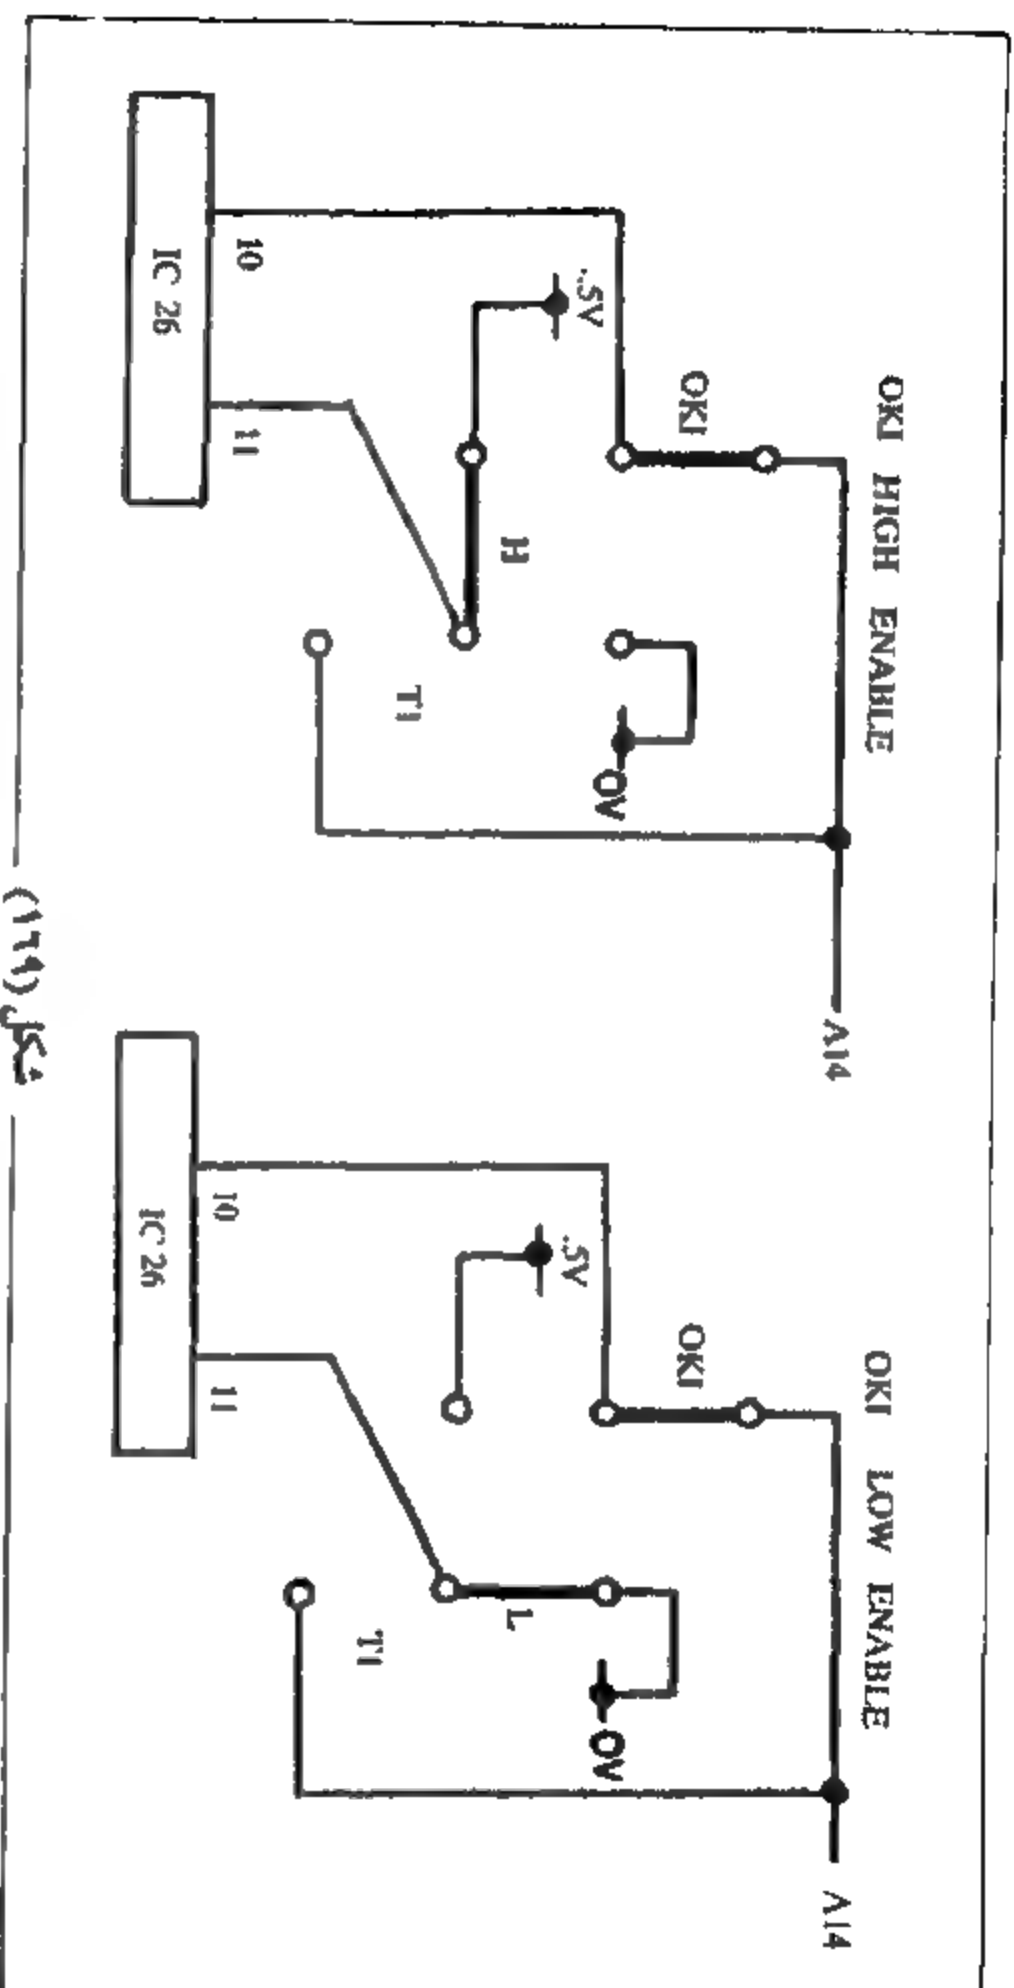 OKI HIGH ENABLE
OKI
.5V
H
0V
10
11
IC 26
T1
A14
OKI LOW ENABLE
OKI
.5V
L
0V
10
11
IC 26
T1
A14
شكل (١٢٩)